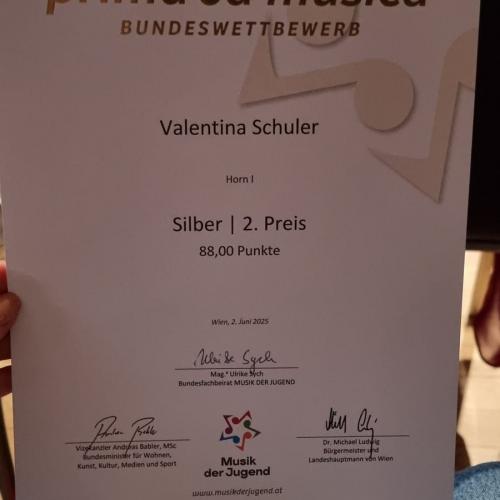 prima la musica
BUNDESWETTBEWERB
Valentina Schuler
Horn I
Silber | 2. Preis
88,00 Punkte
Wien, 2. Juni 2025
Ulrike Sych
Mag.ª Ulrike Sych
Bundesfachbeirat MUSIK DER JUGEND
Vizekanzler Andreas Babler, MSc
Bundesminister für Wohnen,
Kunst, Kultur, Medien und Sport
Musik
der Jugend
Dr. Michael Ludwig
Bürgermeister und
Landeshauptmann von Wien
www.musikderjugend.at